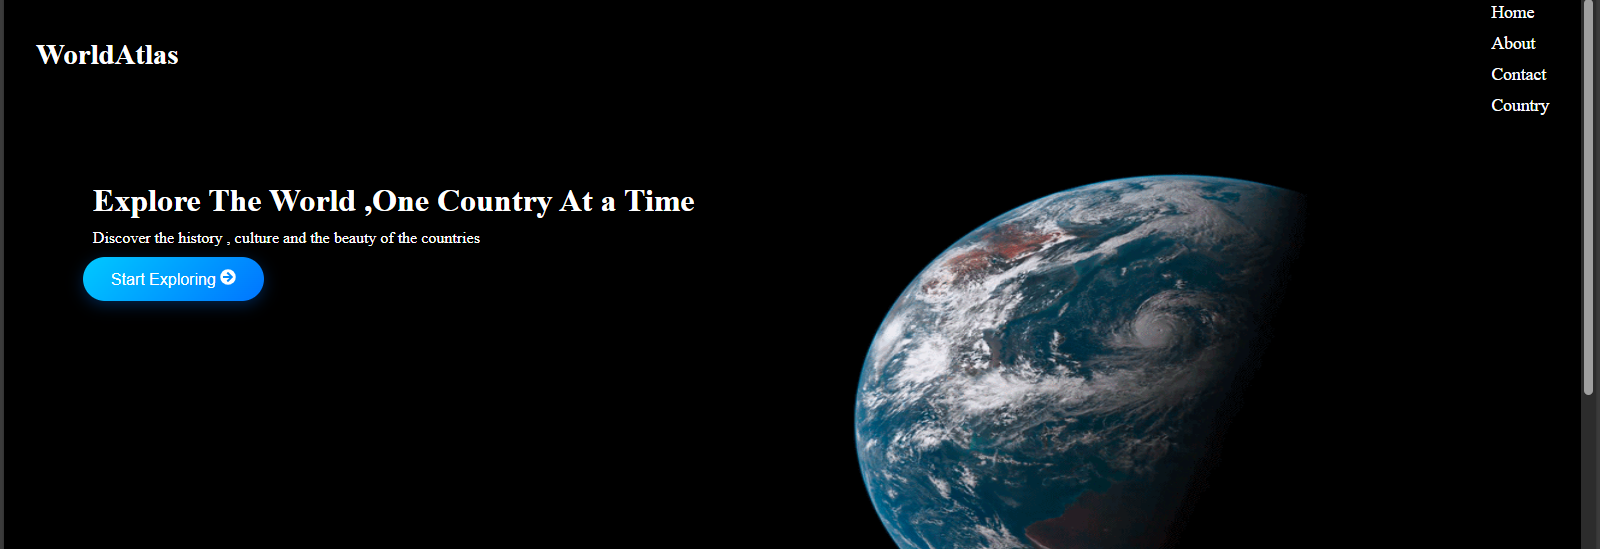 WorldAtlas
Home
About
Contact
Country
Explore The World ,One Country At a Time
Discover the history , culture and the beauty of the countries
Start Exploring